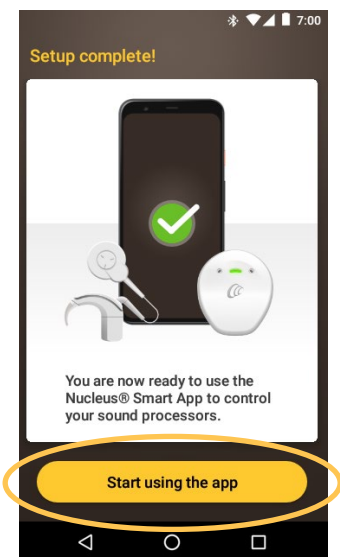 7:00
Setup complete!
You are now ready to use the
Nucleus® Smart App to control
your sound processors.
Start using the app